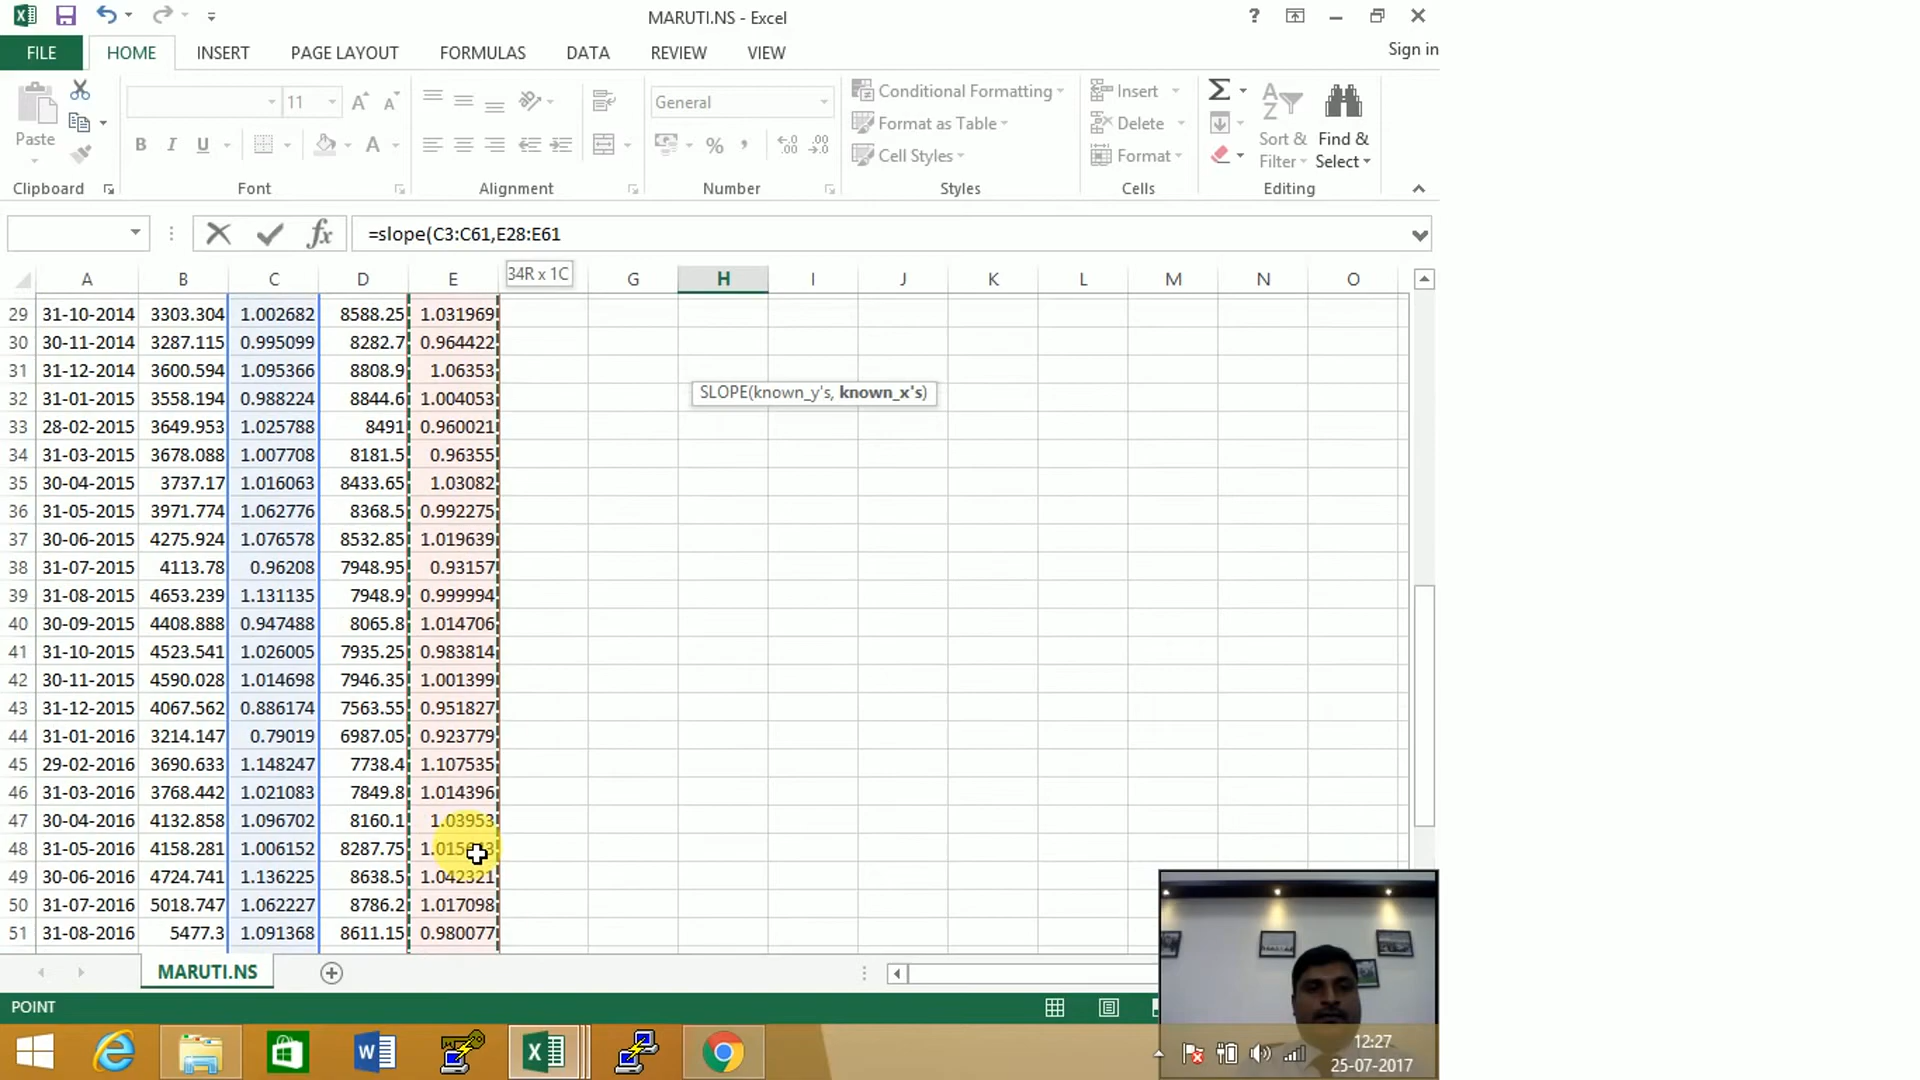 MARUTI.NS - Excel
?
FILE HOME INSERT PAGE LAYOUT FORMULAS DATA REVIEW VIEW Sign in
Paste
11
B I U A
General
%
Conditional Formatting
Format as Table
Cell Styles
Insert
Delete
Format
Sort &
Filter
Find &
Select
Clipboard Font Alignment Number Styles Cells Editing
fx =slope(C3:C61,E28:E61
34R x 1C
A B C D E G H I J K L M N O
29 31-10-2014 3303.304 1.002682 8588.25 1.031969
30 30-11-2014 3287.115 0.995099 8282.7 0.964422
31 31-12-2014 3600.594 1.095366 8808.9 1.06353
32 31-01-2015 3558.194 0.988224 8844.6 1.004053
SLOPE(known_y's, known_x's)
33 28-02-2015 3649.953 1.025788 8491 0.960021
34 31-03-2015 3678.088 1.007708 8181.5 0.96355
35 30-04-2015 3737.17 1.016063 8433.65 1.03082
36 31-05-2015 3971.774 1.062776 8368.5 0.992275
37 30-06-2015 4275.924 1.076578 8532.85 1.019639
38 31-07-2015 4113.78 0.96208 7948.95 0.93157
39 31-08-2015 4653.239 1.131135 7948.9 0.999994
40 30-09-2015 4408.888 0.947488 8065.8 1.014706
41 31-10-2015 4523.541 1.026005 7935.25 0.983814
42 30-11-2015 4590.028 1.014698 7946.35 1.001399
43 31-12-2015 4067.562 0.886174 7563.55 0.951827
44 31-01-2016 3214.147 0.79019 6987.05 0.923779
45 29-02-2016 3690.633 1.148247 7738.4 1.107535
46 31-03-2016 3768.442 1.021083 7849.8 1.014396
47 30-04-2016 4132.858 1.096702 8160.1 1.03953
48 31-05-2016 4158.281 1.006152 8287.75
49 30-06-2016 4724.741 1.136225 8638.5 1.042321
50 31-07-2016 5018.747 1.062227 8786.2 1.017098
51 31-08-2016 5477.3 1.091368 8611.15 0.980077
MARUTI.NS
POINT
12:27
25-07-2017